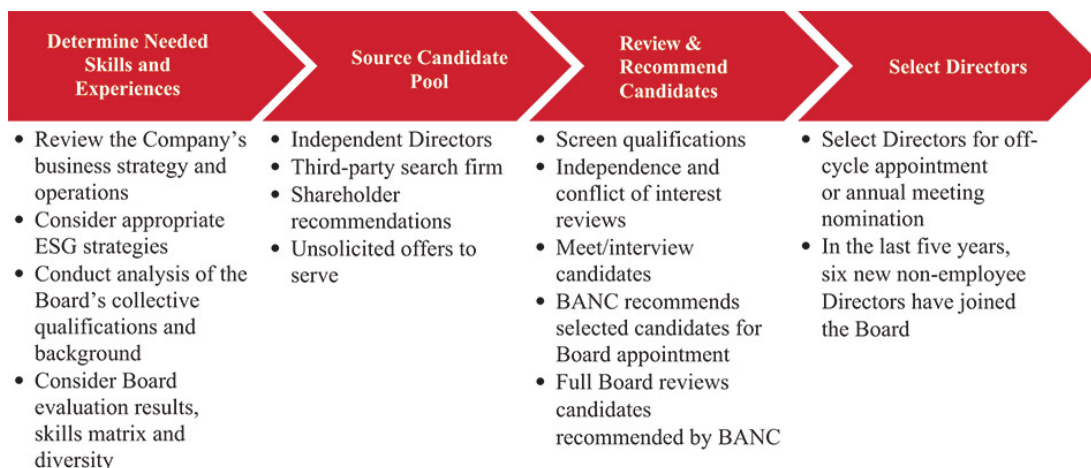 Determine Needed
Skills and
Experiences
• Review the Company's
business strategy and
operations
• Consider appropriate
ESG strategies
• Conduct analysis of the
Board's collective
qualifications and
background
• Consider Board
evaluation results,
skills matrix and
diversity
Source Candidate
Pool
• Independent Directors
• Third-party search firm
• Shareholder
recommendations
• Unsolicited offers to
serve
Review &
Recommend
Candidates
• Screen qualifications
• Independence and
conflict of interest
reviews
• Meet/interview
candidates
• BANC recommends
selected candidates for
Board appointment
• Full Board reviews
candidates
recommended by BANC
Select Directors
• Select Directors for off-
cycle appointment
or annual meeting
nomination
• In the last five years,
six new non-employee
Directors have joined
the Board